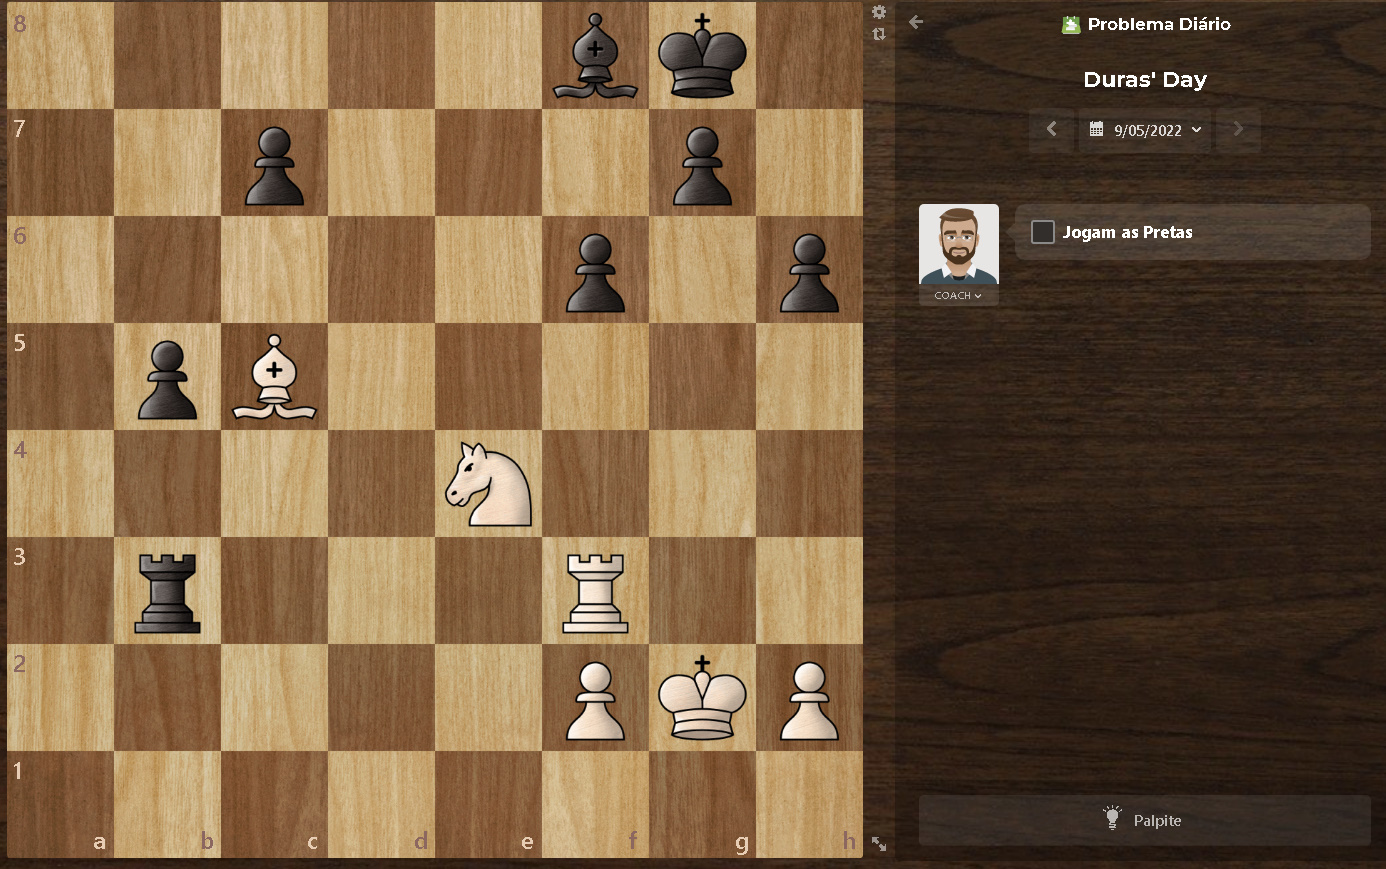 Problema Diário
Duras' Day
9/05/2022
Jogam as Pretas
COACH
Palpite
8
7
6
5
4
3
2
1
a b c d e f g h